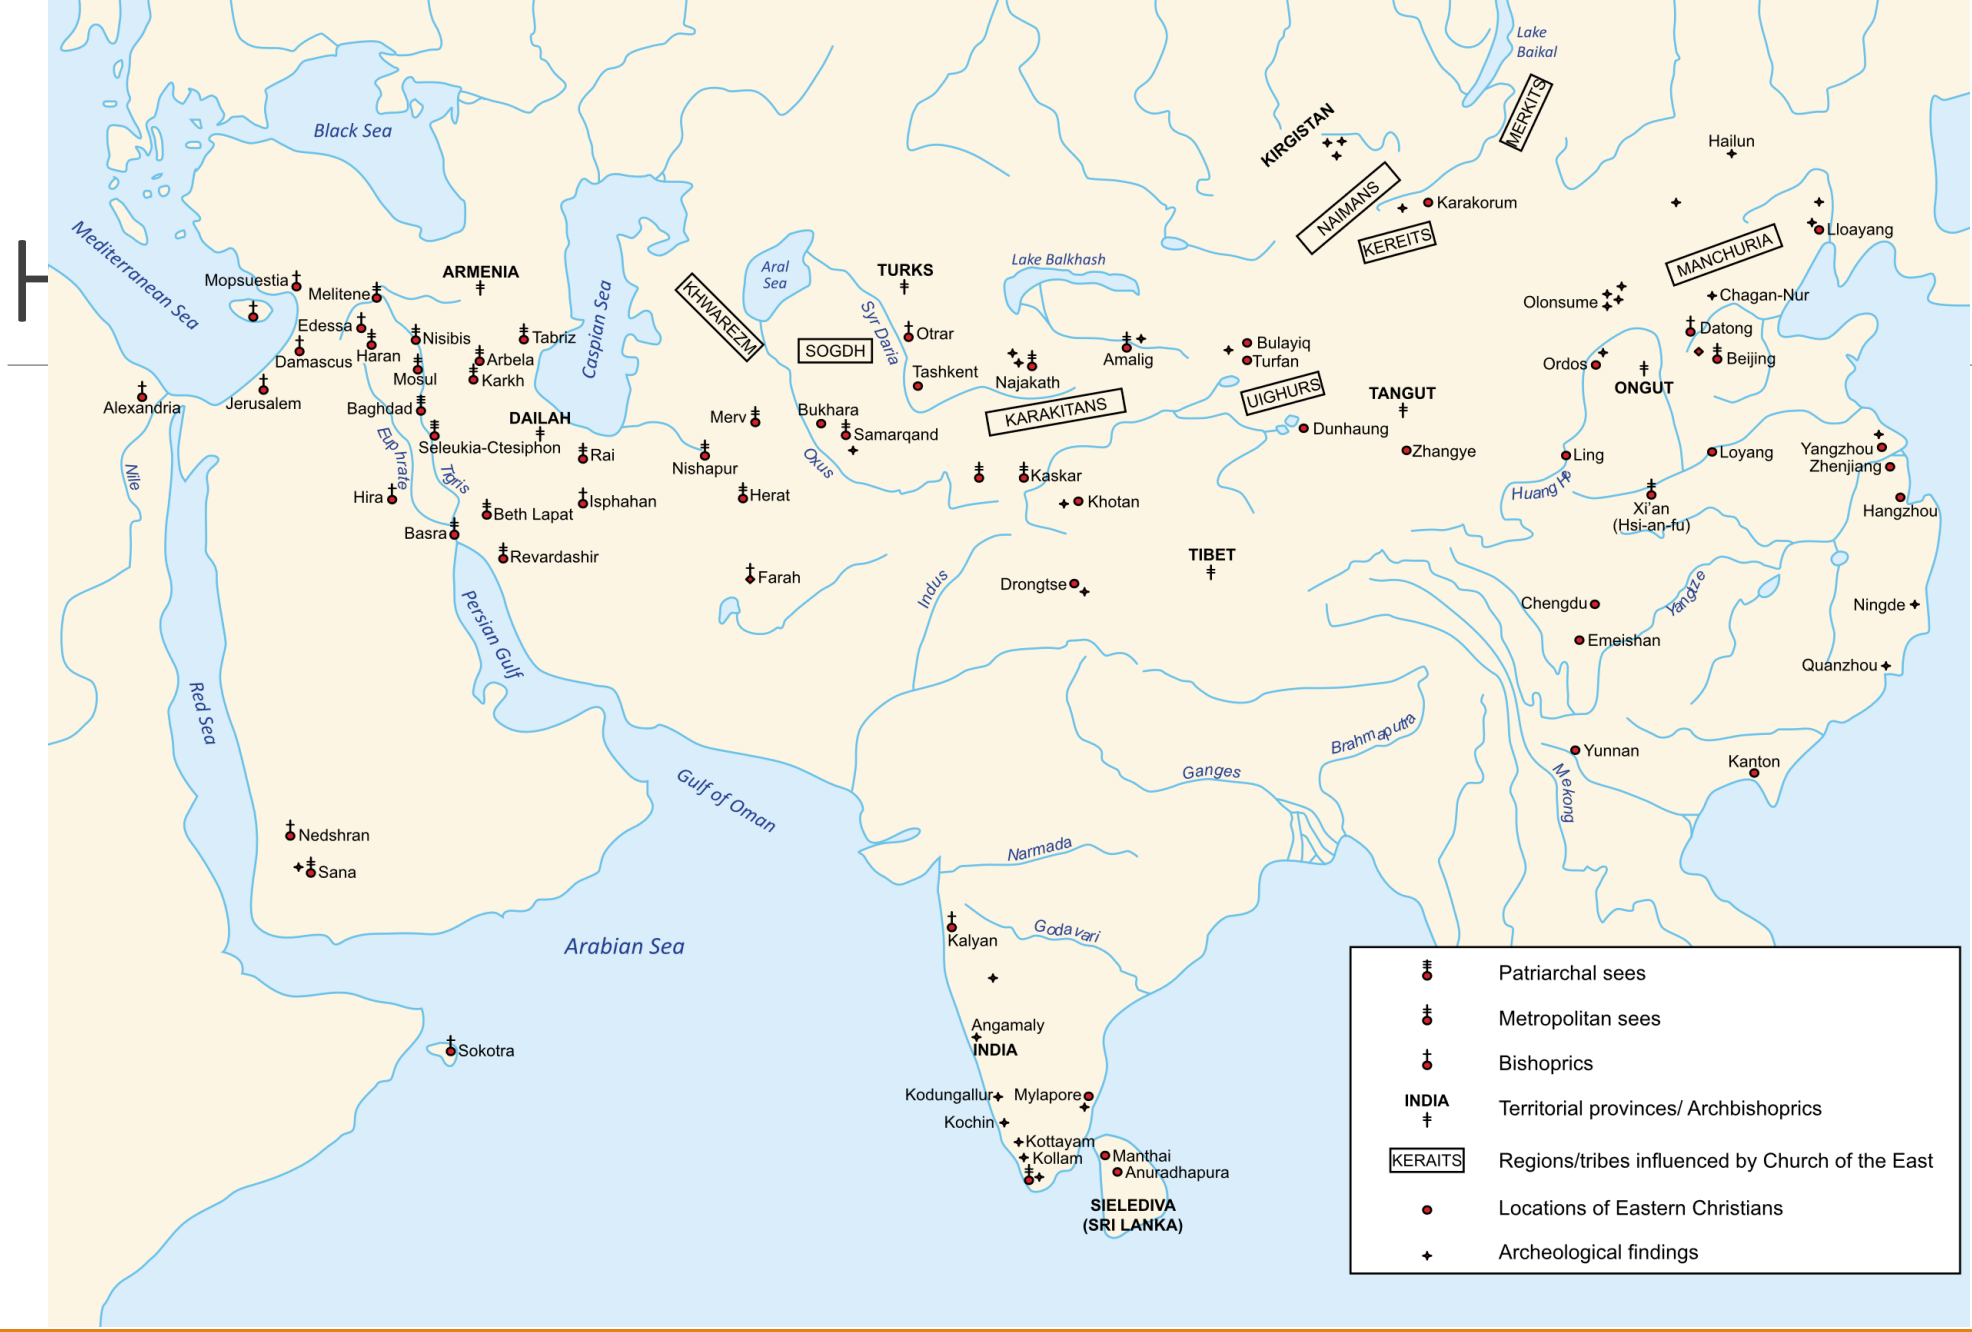 Lake
Baikal
Black Sea
MERKITS
KIRGISTAN
Hailun
NAIMANS
Karakorum
KEREITS
Lloayang
MANCHURIA
Mediterranean Sea
Mopsuestia
ARMENIA
Melitene
Aral
Sea
TURKS
Lake Balkhash
Chagan-Nur
Olonsume
KHWAREZM
Caspian Sea
Syr Daria
Edessa
Nisibis
Tabriz
Otrar
Datong
Damascus
Haran
Arbela
SOGDH
Amalig
Bulayiq
Turfan
Beijing
Mosul
Karkh
Tashkent
Najakath
Ordos
ONGUT
Alexandria
Jerusalem
Baghdad
DAILAH
Merv
Bukhara
KARAKITANS
UIGHURS
TANGUT
Samarqand
Dunhaung
Seleukia-Ctesiphon
Rai
Nishapur
Oxus
Zhangye
Ling
Loyang
Yangzhou
Zhenjiang
Nile
Euphrate
Tigris
Kaskar
Hira
Beth Lapat
Isphahan
Herat
Khotan
Huang He
Xi’an
(Hsi-an-fu)
Hangzhou
Basra
Revardashir
TIBET
Farah
Indus
Drongtse
Persian Gulf
Chengdu
Yangdze
Ningde
Emeishan
Quanzhou
Red Sea
Brahmaputra
Yunnan
Kanton
Gulf of Oman
Ganges
Mekong
Nedshran
Narmada
Sana
Arabian Sea
Kalyan
Godavari
Angamaly
INDIA
Sokotra
Kodungallur
Mylapore
Kochin
Kottayam
Kollam
Manthai
Anuradhapura
SIELEDIVA
(SRI LANKA)
Patriarchal sees
Metropolitan sees
Bishoprics
INDIA
Territorial provinces/ Archbishoprics
KERAITS
Regions/tribes influenced by Church of the East
Locations of Eastern Christians
Archeological findings